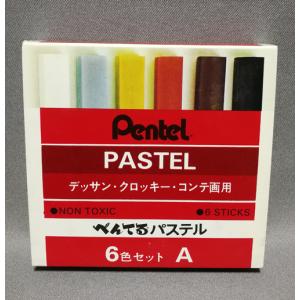 Pentel
PASTEL
デッサン・クロッキー・コンテ画用
●NON TOXIC. ●6 STICKS
ぺんてるパステル
6色セット A